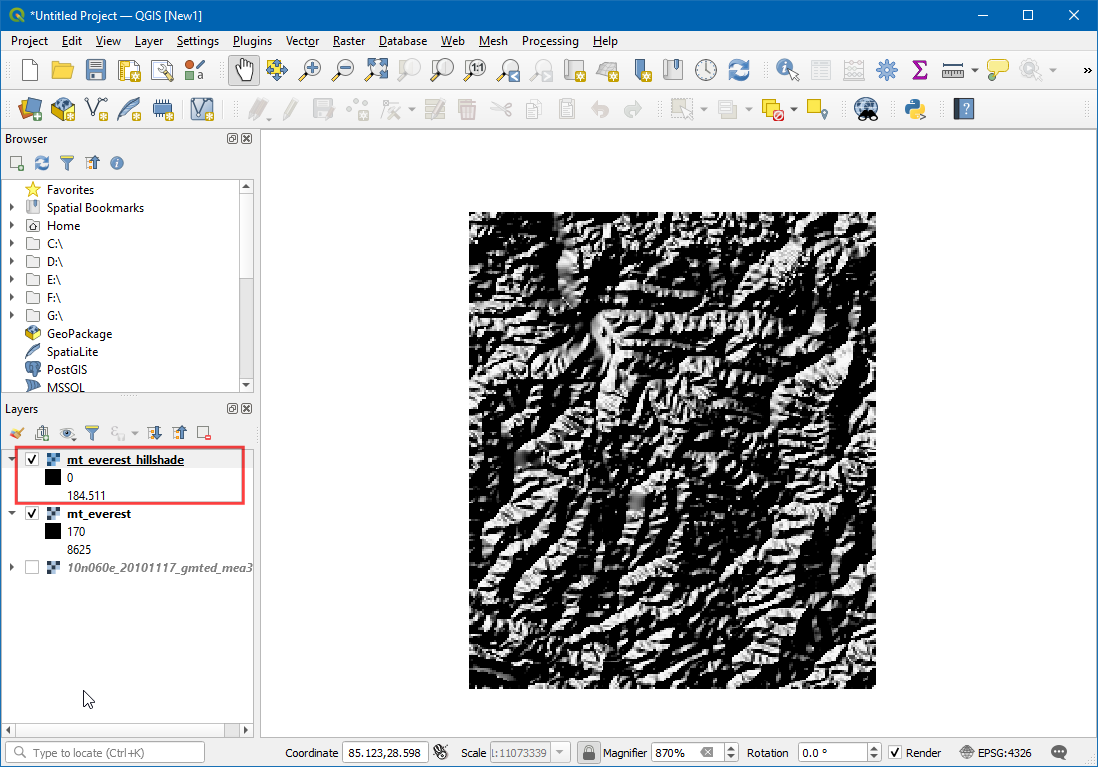 *Untitled Project — QGIS [New1]
Project Edit View Layer Settings Plugins Vector Raster Database Web Mesh Processing Help
1:1
»
a
?
Browser
Favorites
Spatial Bookmarks
Home
C:\
D:\
E:\
F:\
G:\
GeoPackage
SpatiaLite
PostGIS
MSSQL
Layers
mt_everest_hillshade
0
184.511
mt_everest
170
8625
10n060e_20101117_gmted_mea3
Type to locate (Ctrl+K) Coordinate 85.123,28.598 Scale 1:11073339 Magnifier 870% Rotation 0.0 ° Render EPSG:4326